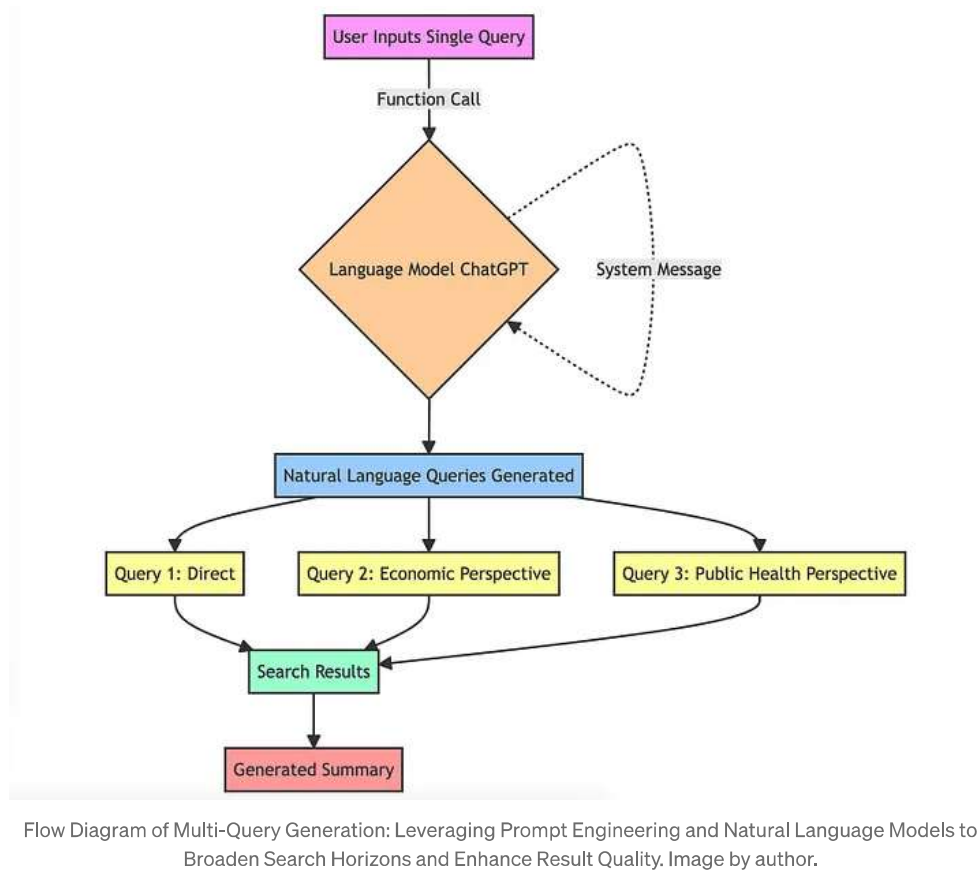 User Inputs Single Query
Function Call
Language Model ChatGPT
System Message
Natural Language Queries Generated
Query 1: Direct
Query 2: Economic Perspective
Query 3: Public Health Perspective
Search Results
Generated Summary
Flow Diagram of Multi-Query Generation: Leveraging Prompt Engineering and Natural Language Models to
Broaden Search Horizons and Enhance Result Quality. Image by author.